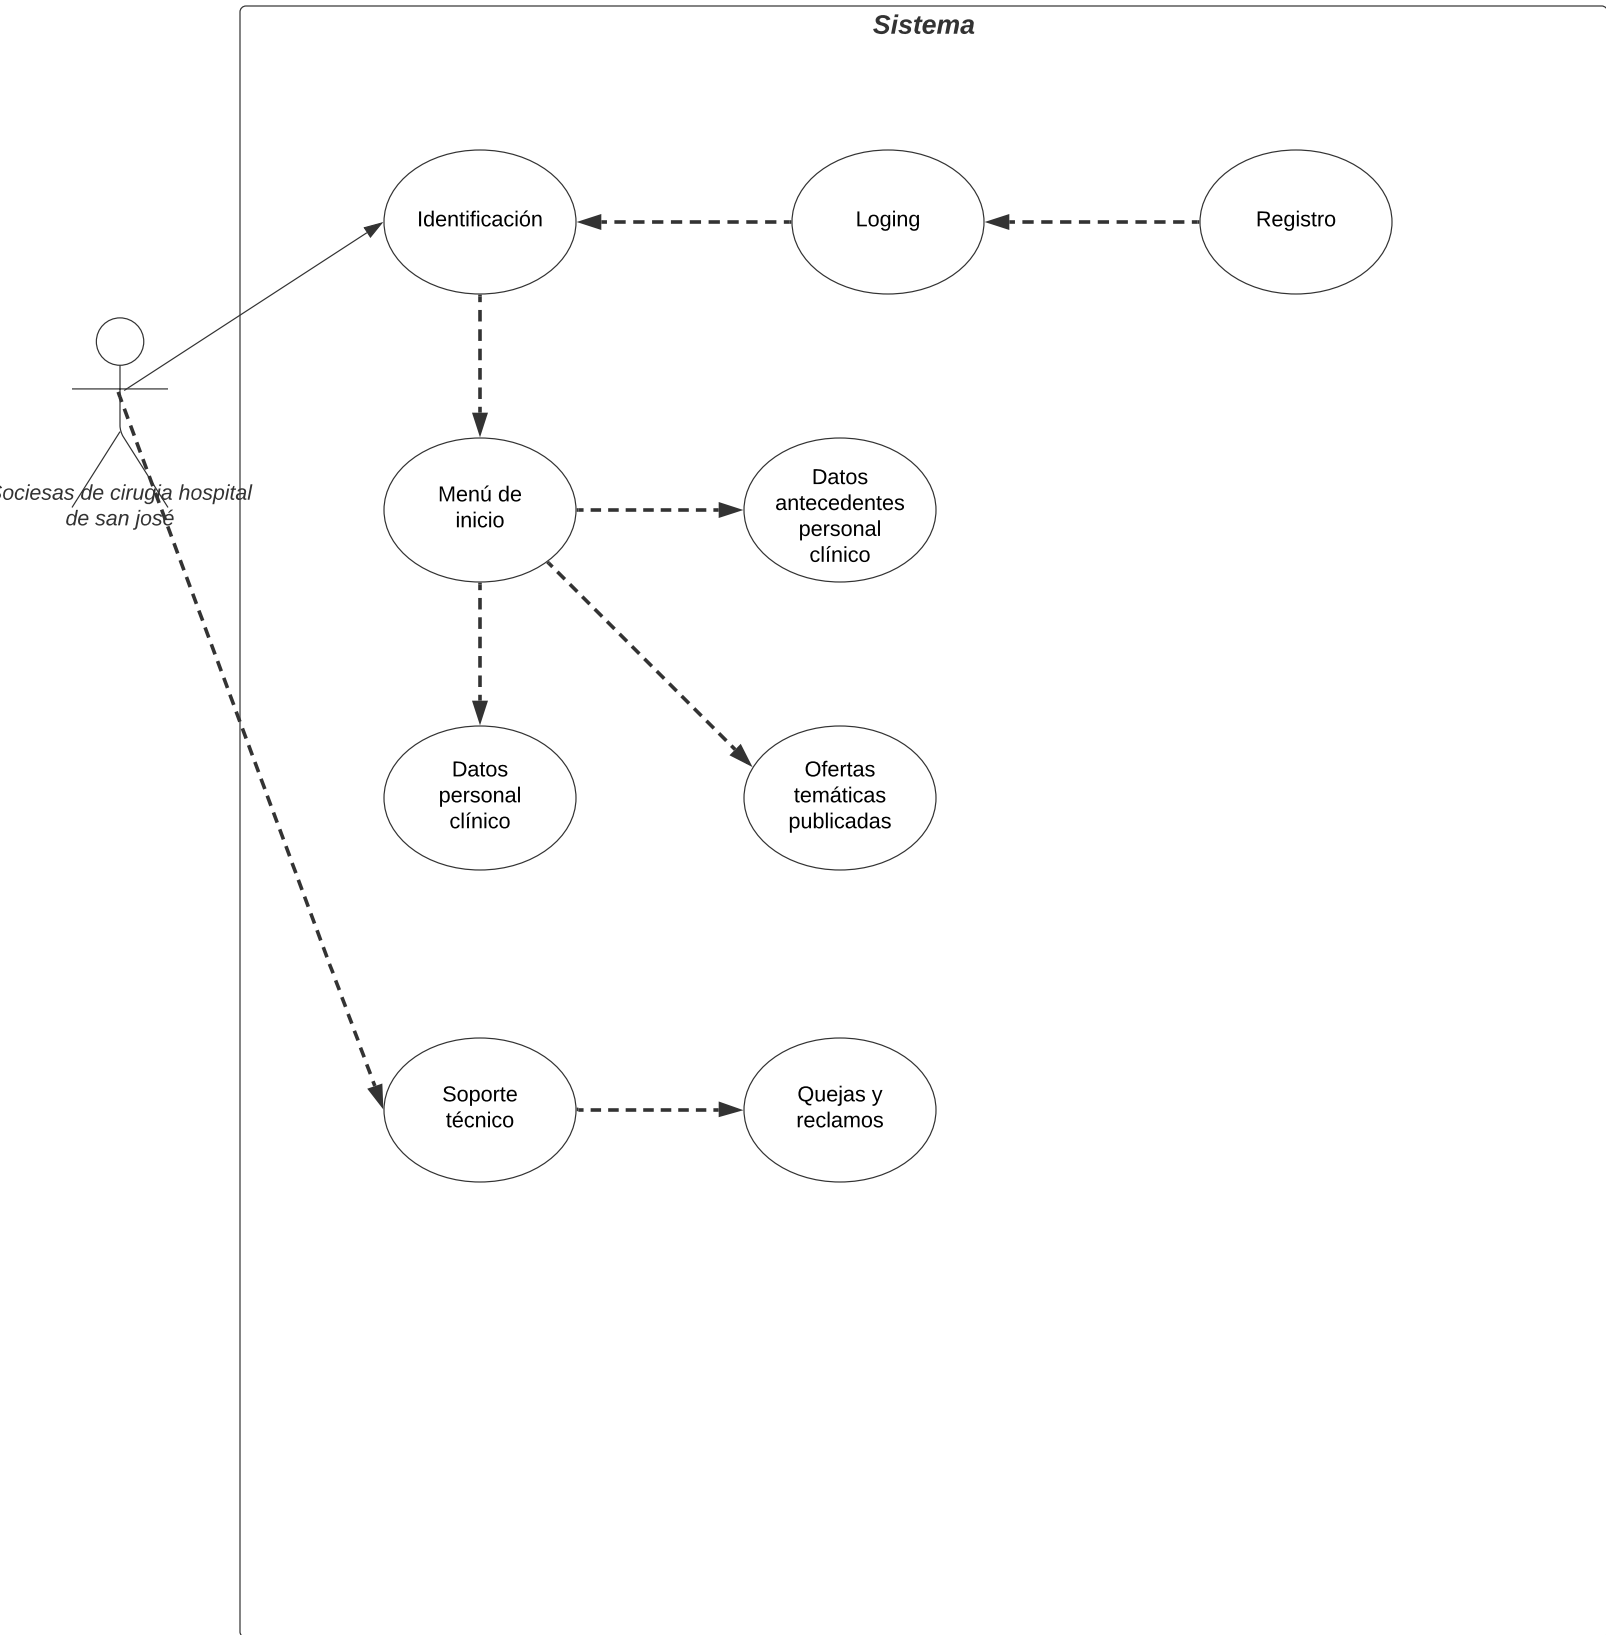 Sistema
Identificación
Loging
Registro
Sociesas de cirugia hospital
de san josé
Menú de
inicio
Datos
antecedentes
personal
clínico
Datos
personal
clínico
Ofertas
temáticas
publicadas
Soporte
técnico
Quejas y
reclamos